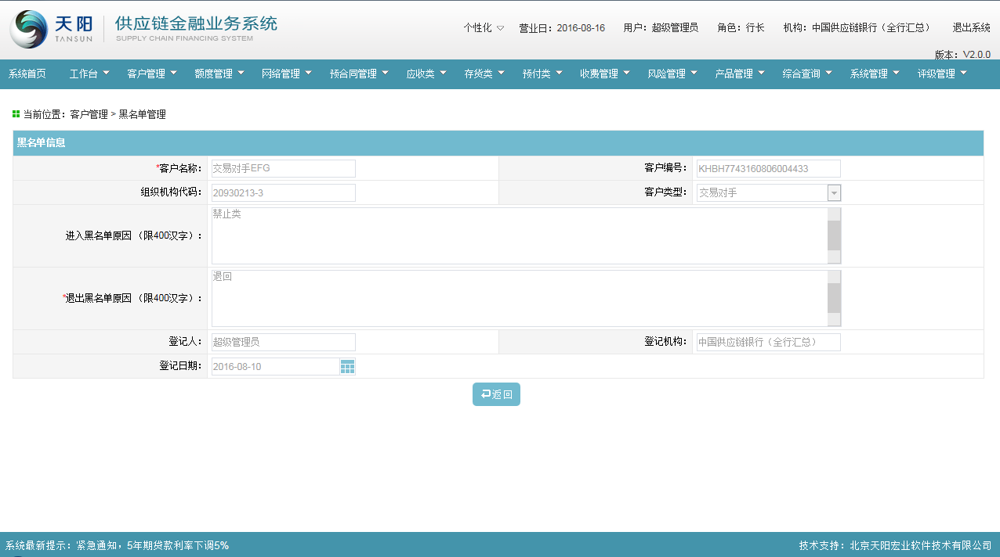 天阳 TANSUN 供应链金融业务系统 SUPPLY CHAIN FINANCING SYSTEM
个性化 营业日：2016-08-16 用户：超级管理员 角色：行长 机构：中国供应链银行（全行汇总） 退出系统
版本：V2.0.0
系统首页 工作台 客户管理 额度管理 网络管理 预合同管理 应收类 存货类 预付类 收费管理 风险管理 产品管理 综合查询 系统管理 评级管理
当前位置：客户管理 > 黑名单管理
黑名单信息
*客户名称： 交易对手EFG 客户编号： KHBH7743160806004433
组织机构代码： 20930213-3 客户类型： 交易对手
进入黑名单原因 （限400汉字）： 禁止类
*退出黑名单原因 （限400汉字）： 退回
登记人： 超级管理员 登记机构： 中国供应链银行（全行汇总）
登记日期： 2016-08-10
返回
系统最新提示：紧急通知，5年期贷款利率下调5% 技术支持：北京天阳宏业软件技术有限公司